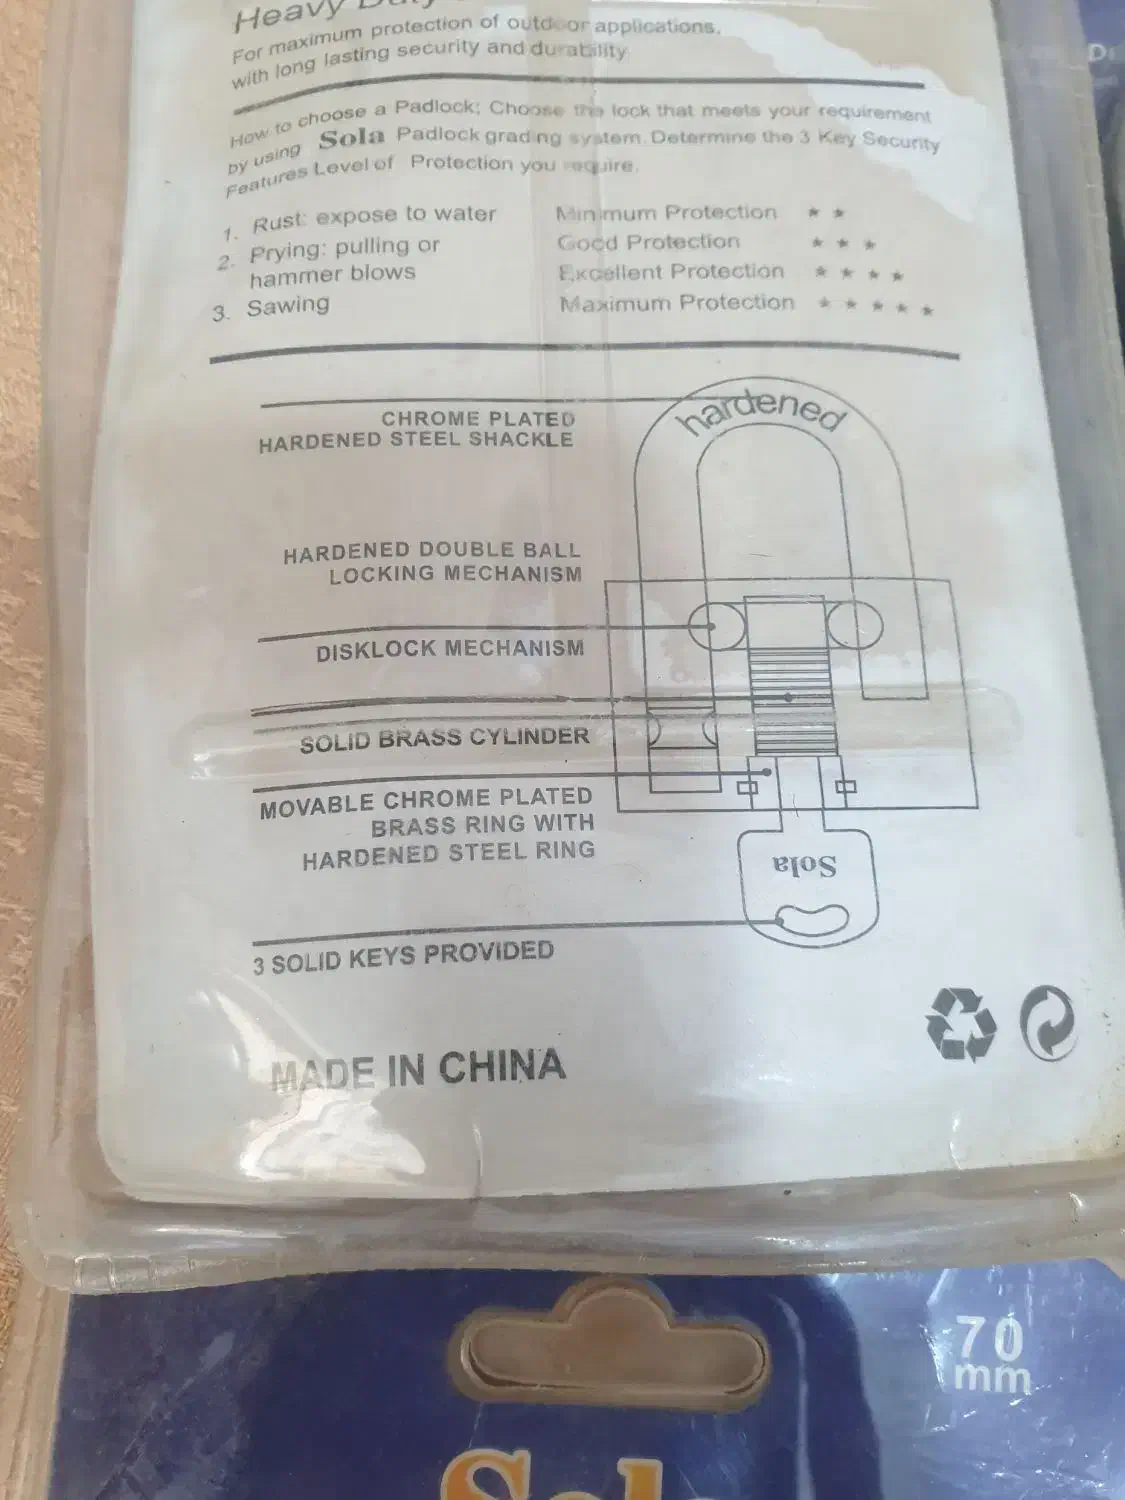 Heavy Duty
For maximum protection of outdoor applications,
with long lasting security and durability
How to choose a Padlock; Choose the lock that meets your requirement
by using Sola Padlock grading system. Determine the 3 Key Security
Features Level of Protection you require.
1. Rust: expose to water
2. Prying: pulling or
hammer blows
3. Sawing
Minimum Protection ★ ★
Good Protection ★ ★ ★
Excellent Protection ★ ★ ★ ★
Maximum Protection ★ ★ ★ ★ ★
hardened
CHROME PLATED
HARDENED STEEL SHACKLE
HARDENED DOUBLE BALL
LOCKING MECHANISM
DISKLOCK MECHANISM
SOLID BRASS CYLINDER
MOVABLE CHROME PLATED
BRASS RING WITH
HARDENED STEEL RING
Sola
3 SOLID KEYS PROVIDED
MADE IN CHINA
70
mm
Sola